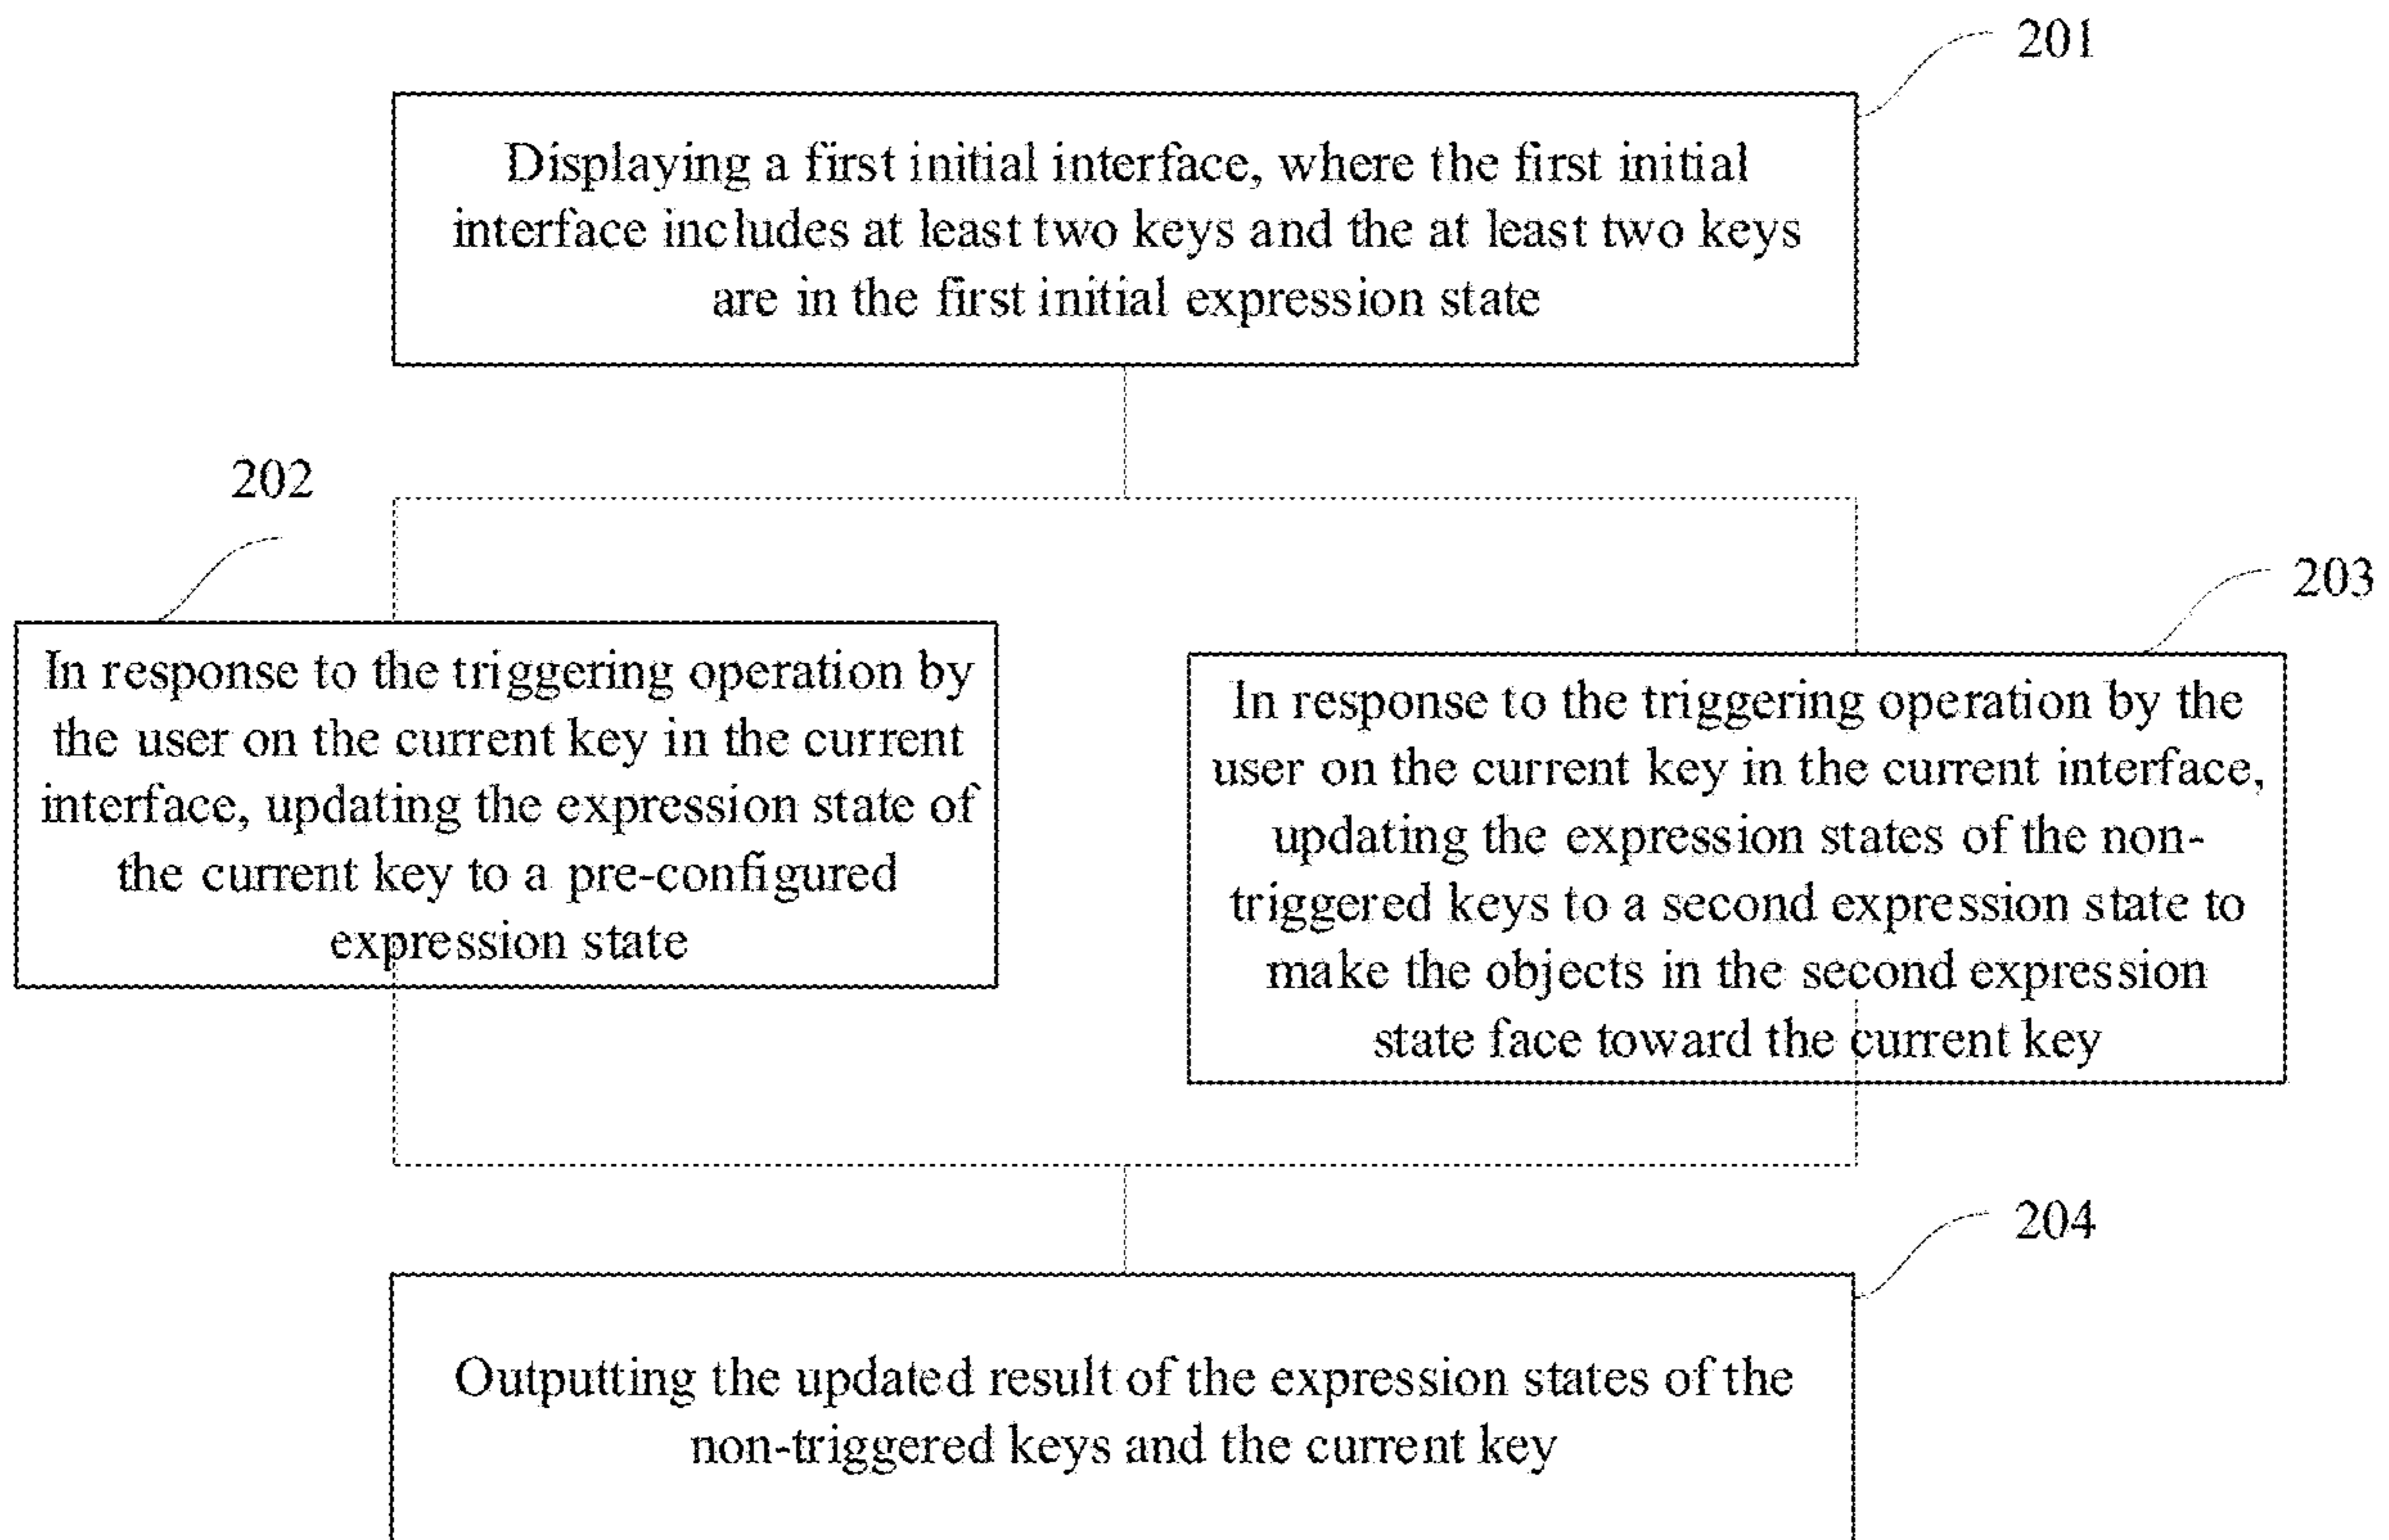 201
Displaying a first initial interface, where the first initial
interface includes at least two keys and the at least two keys
are in the first initial expression state
202
In response to the triggering operation by
the user on the current key in the current
interface, updating the expression state of
the current key to a pre-configured
expression state
203
In response to the triggering operation by the
user on the current key in the current interface,
updating the expression states of the non-
triggered keys to a second expression state to
make the objects in the second expression
state face toward the current key
204
Outputting the updated result of the expression states of the
non-triggered keys and the current key